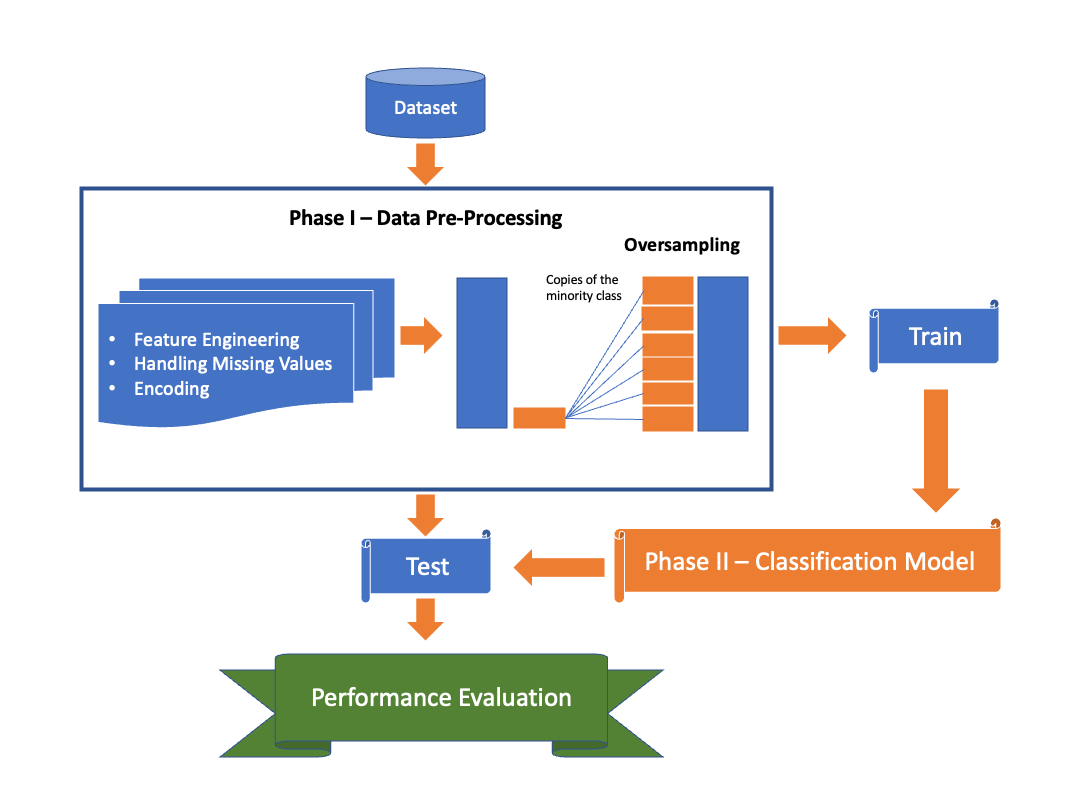 Dataset
Phase I – Data Pre-Processing
Oversampling
Copies of the
minority class
• Feature Engineering
• Handling Missing Values
• Encoding
Train
Phase II – Classification Model
Test
Performance Evaluation